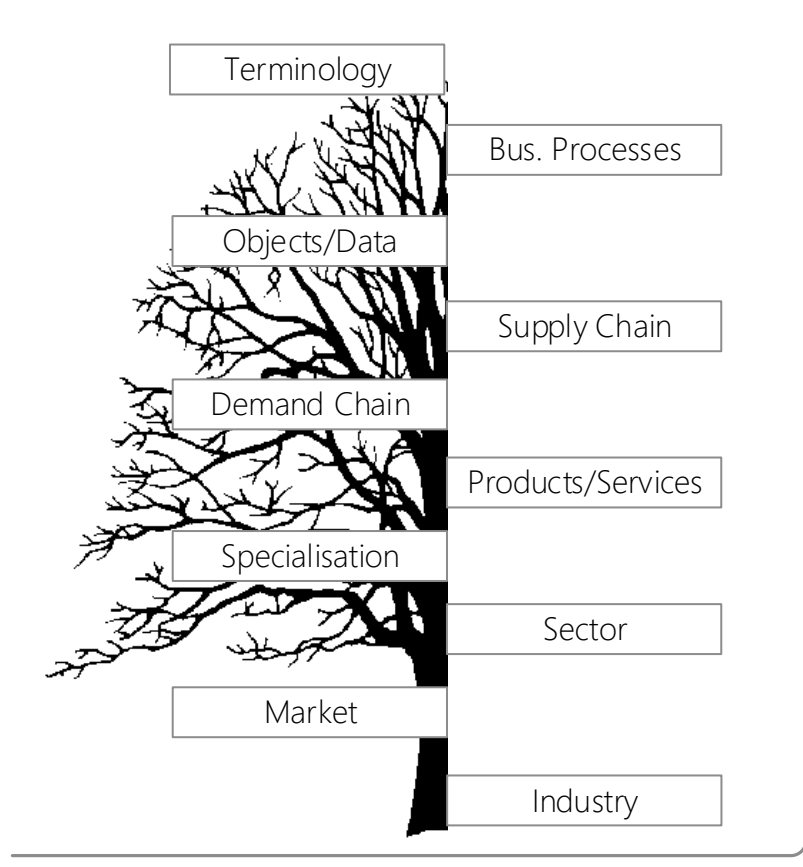 Terminology
Bus. Processes
Objects/Data
Supply Chain
Demand Chain
Products/Services
Specialisation
Sector
Market
Industry